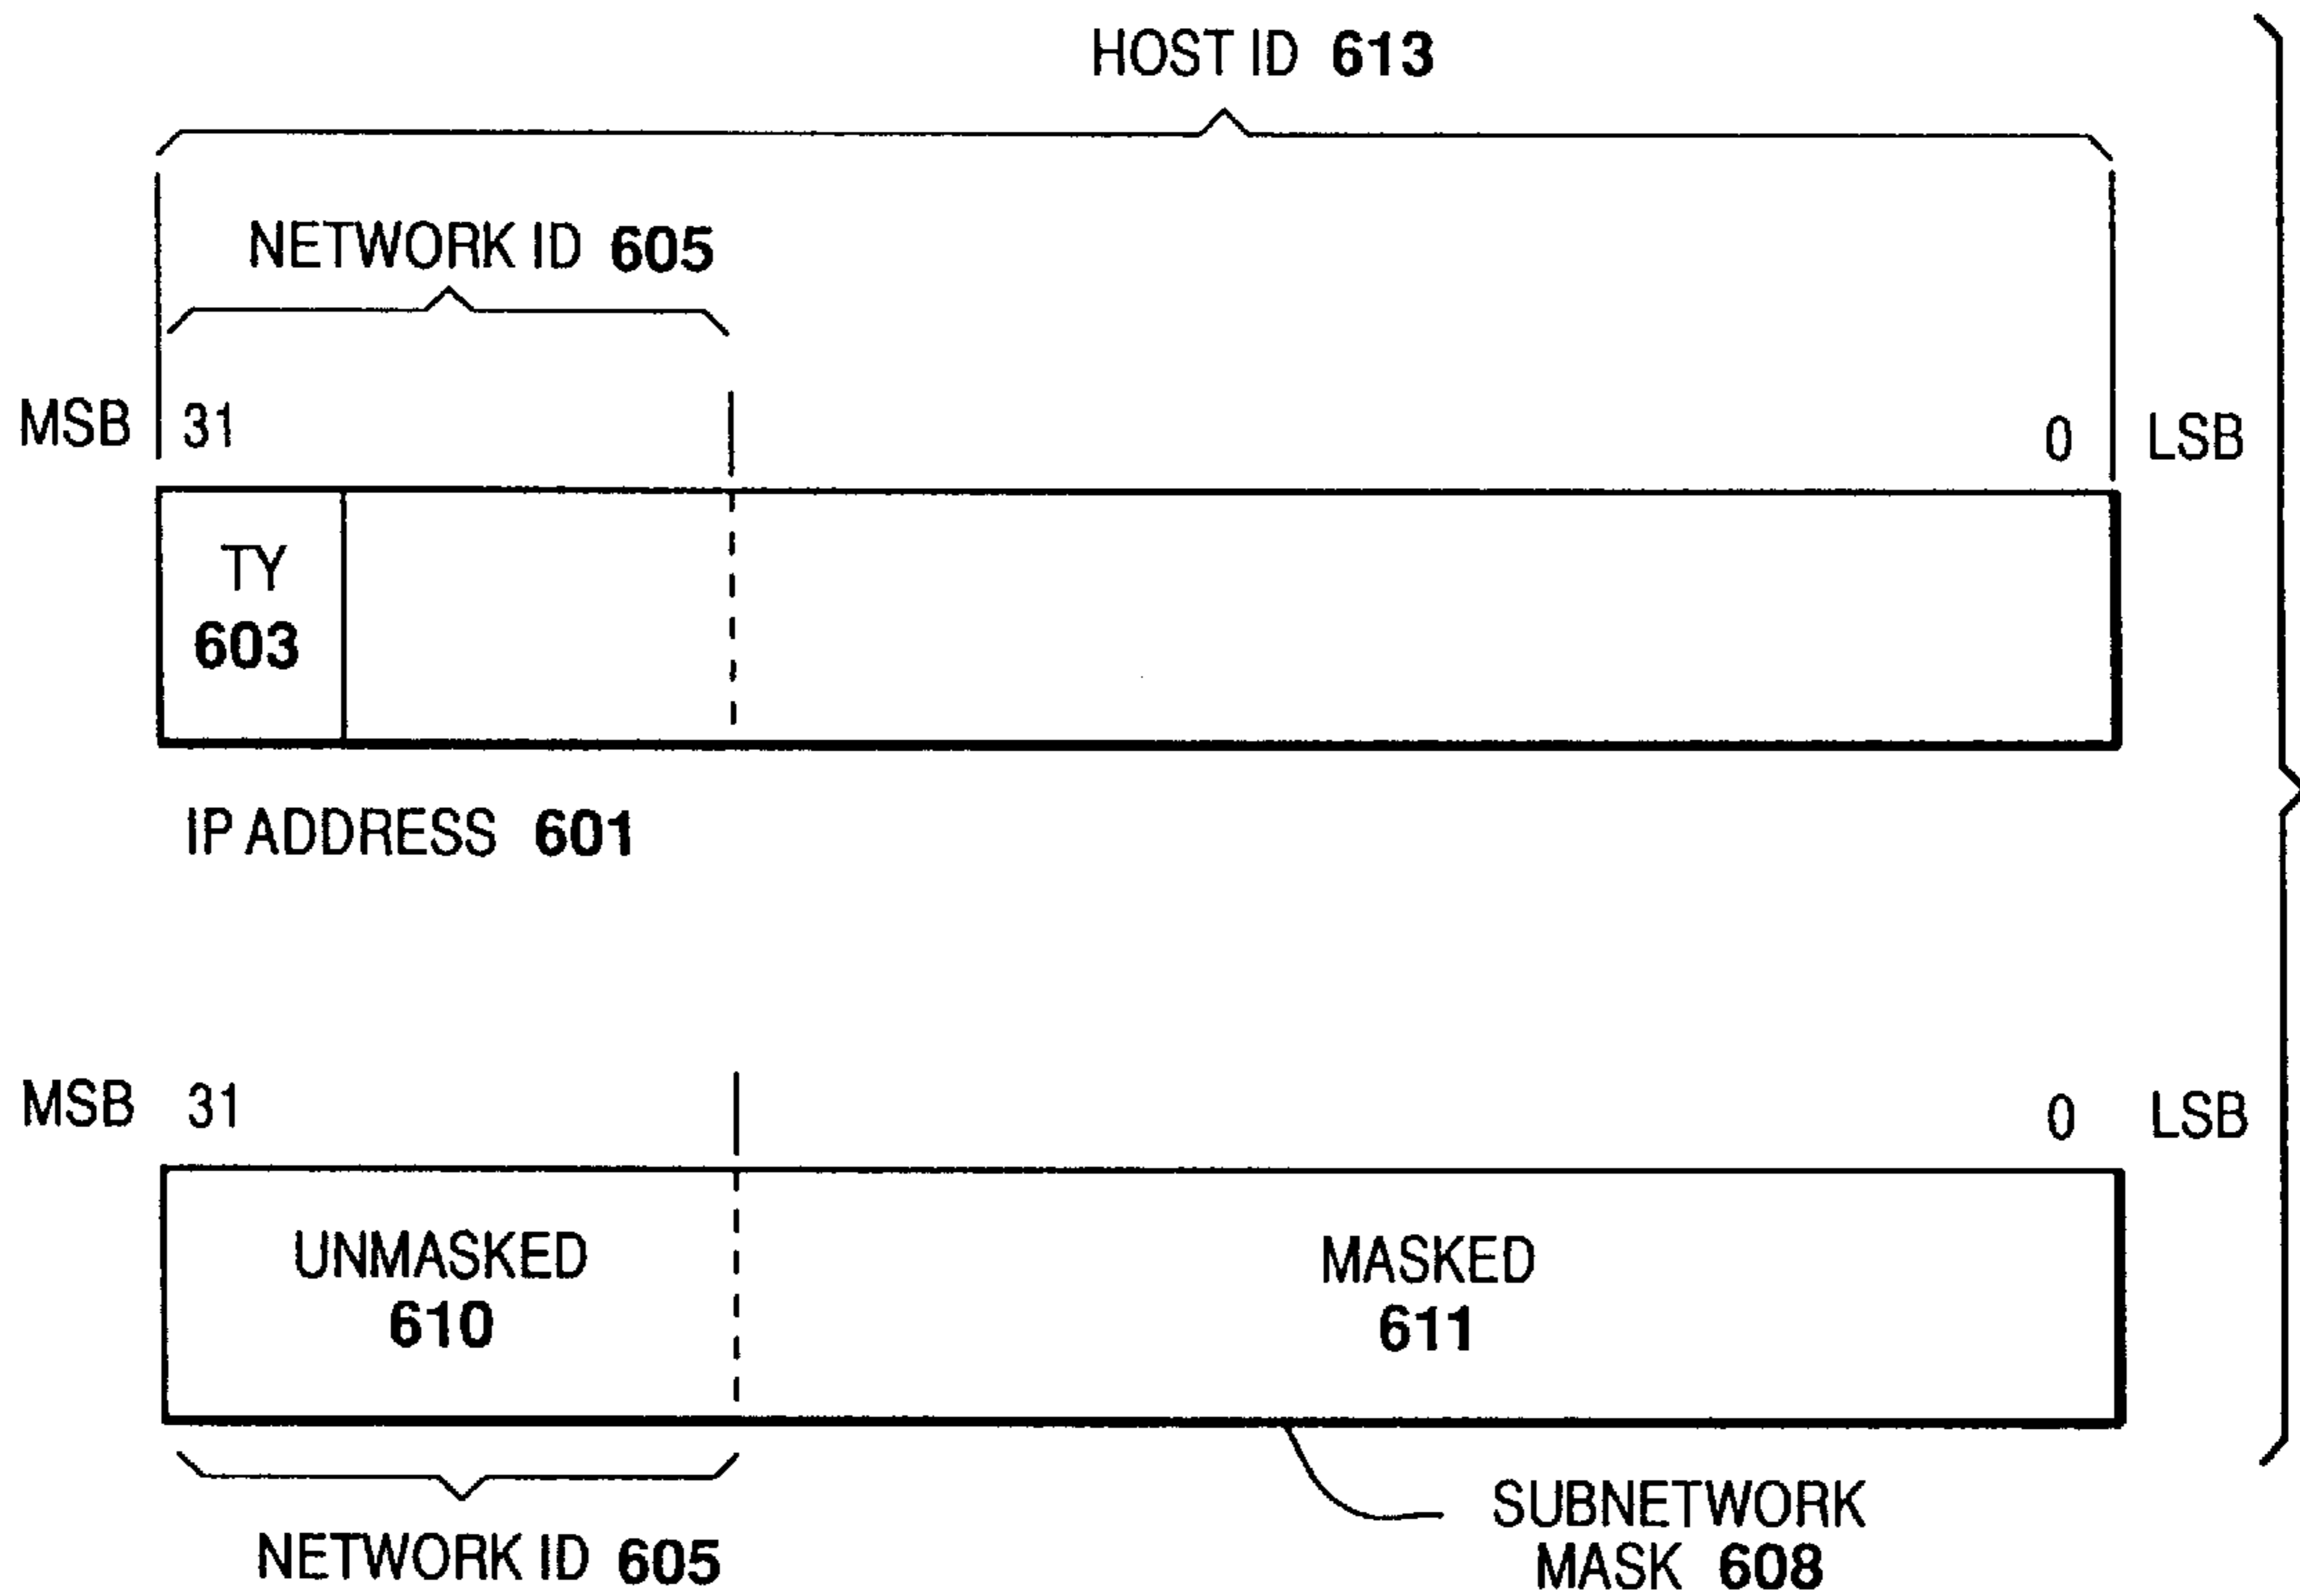 HOST ID 613
NETWORK ID 605
MSB 31 0 LSB
TY
603
IP ADDRESS 601
MSB 31 0 LSB
UNMASKED
610
MASKED
611
NETWORK ID 605
SUBNETWORK
MASK 608